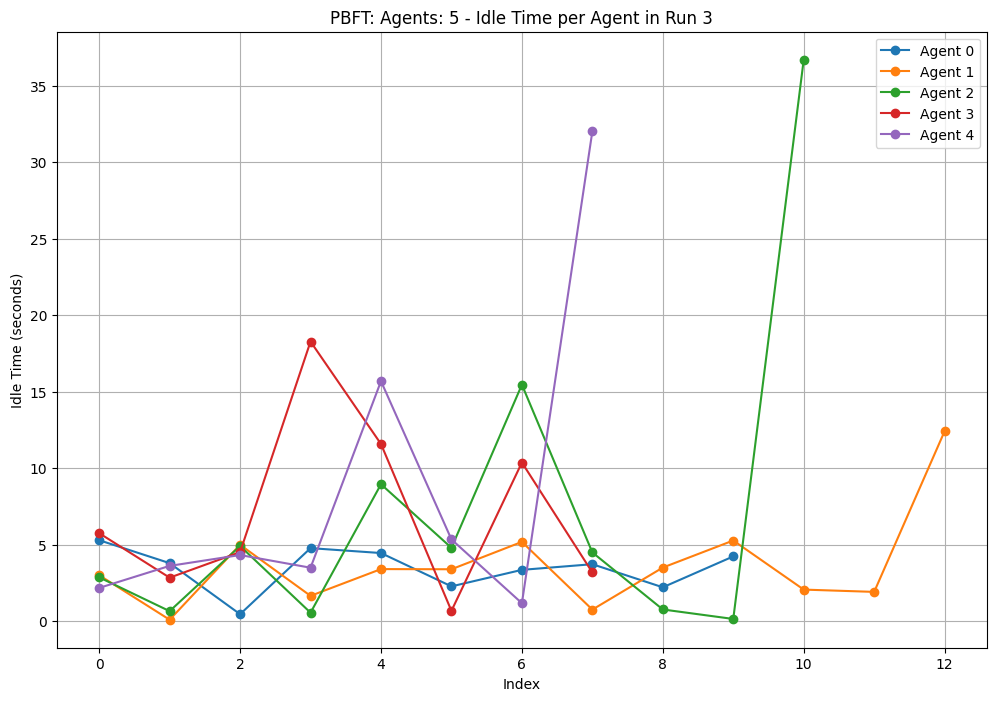 PBFT: Agents: 5 - Idle Time per Agent in Run 3
Agent 0
Agent 1
Agent 2
Agent 3
Agent 4
Idle Time (seconds)
35
30
25
20
15
10
5
0
0 2 4 6 8 10 12
Index